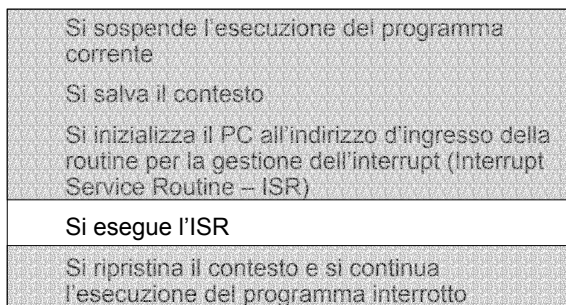 Si sospende l'esecuzione del programma
corrente
Si salva il contesto
Si inizializza il PC all'indirizzo d'ingresso della
routine per la gestione dell'interrupt (Interrupt
Service Routine – ISR)
Si esegue l'ISR
Si ripristina il contesto e si continua
l'esecuzione del programma interrotto